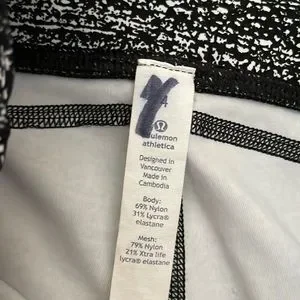 4
lululemon
athletica
Designed in
Vancouver
Made in
Cambodia
Body:
69% Nylon
31% Lycra®
elastane
Mesh:
79% Nylon
21% Xtra life
lycra® elastane